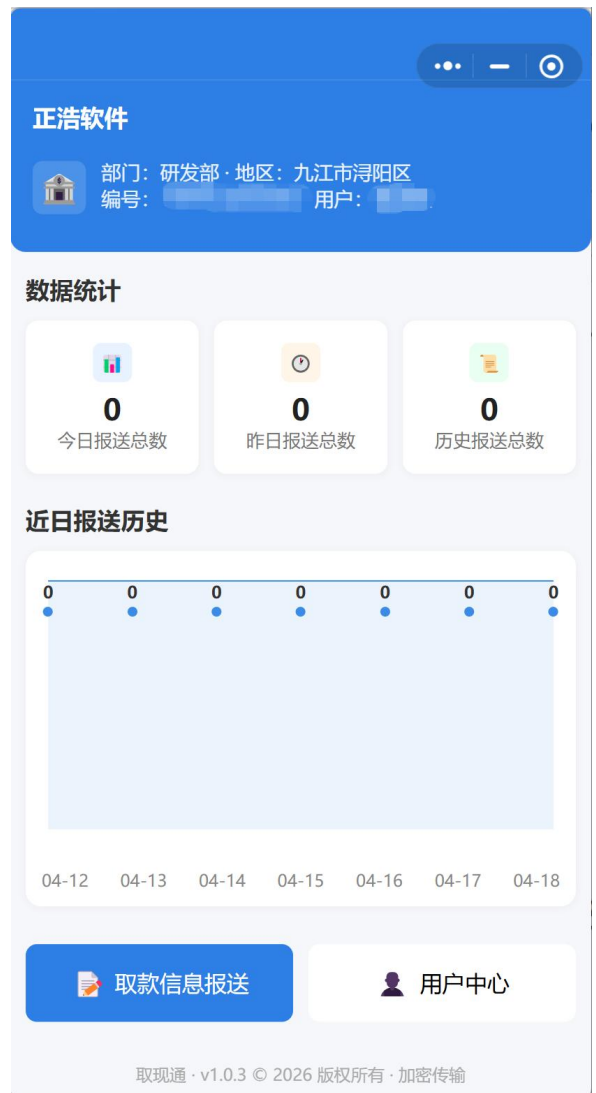 正浩软件
部门：研发部 · 地区：九江市浔阳区
编号： 用户：
数据统计
0 0 0
今日报送总数 昨日报送总数 历史报送总数
近日报送历史
0 0 0 0 0 0 0
04-12 04-13 04-14 04-15 04-16 04-17 04-18
取款信息报送 用户中心
取现通 · v1.0.3 © 2026 版权所有 · 加密传输